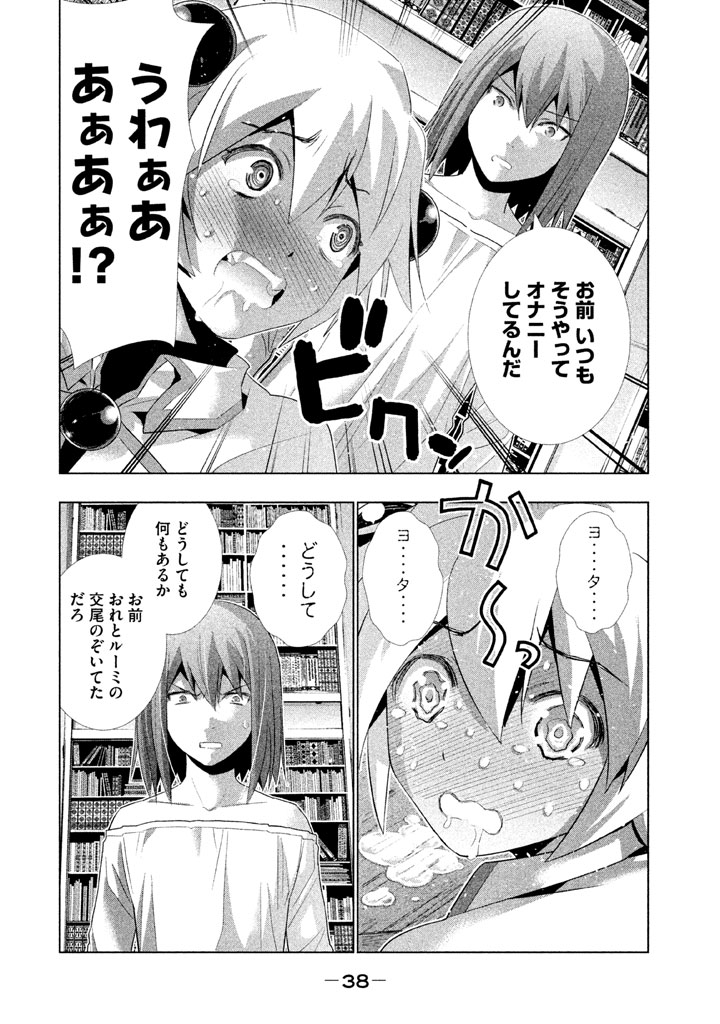 お前 いつも
そうやって
オナニー
してるんだ
ビクン
うわぁあ
あぁあぁ
!?
かーっ
ヨ‥‥タ‥‥
ヨ‥‥タ‥‥
どうして
‥‥‥
どうしても
何もあるか
お前
おれとルーミの
交尾のぞいてた
だろ
－38－